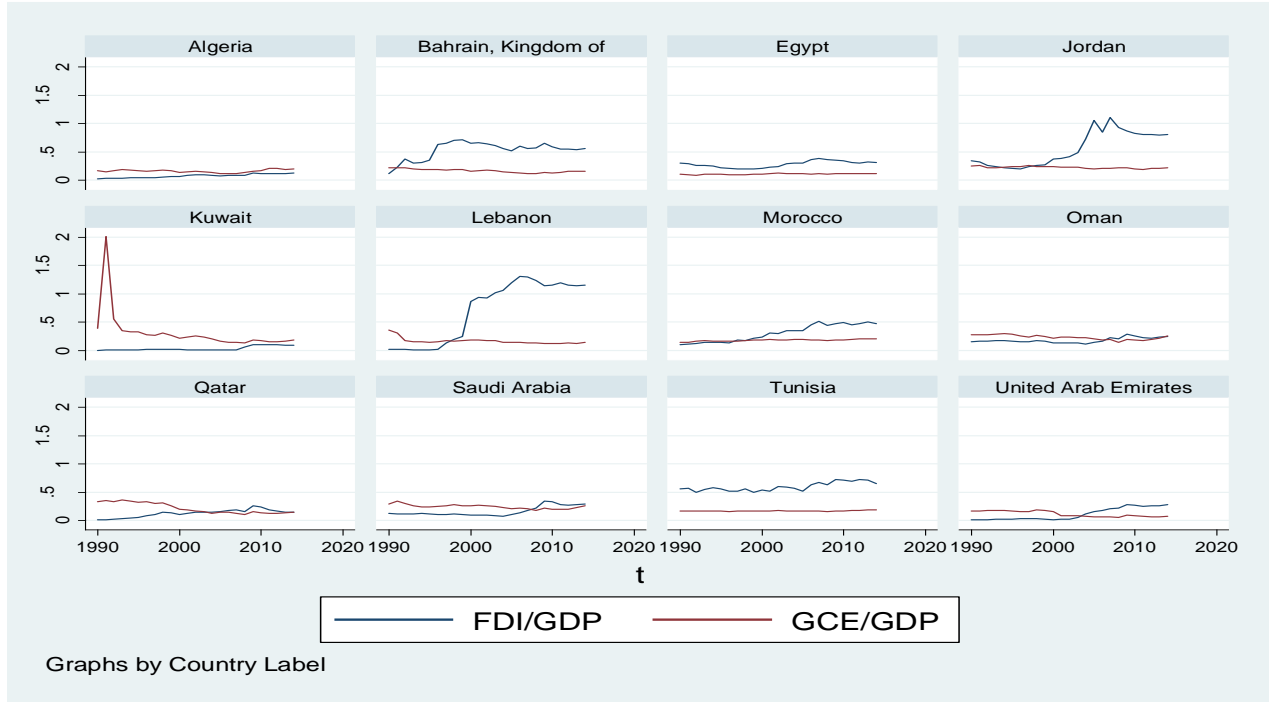 Algeria
Bahrain, Kingdom of
Egypt
Jordan
2
1.5
1
.5
0
Kuwait
Lebanon
Morocco
Oman
2
1.5
1
.5
0
Qatar
Saudi Arabia
Tunisia
United Arab Emirates
2
1.5
1
.5
0
1990 2000 2010 2020
1990 2000 2010 2020
1990 2000 2010 2020
1990 2000 2010 2020
t
FDI/GDP GCE/GDP
Graphs by Country Label